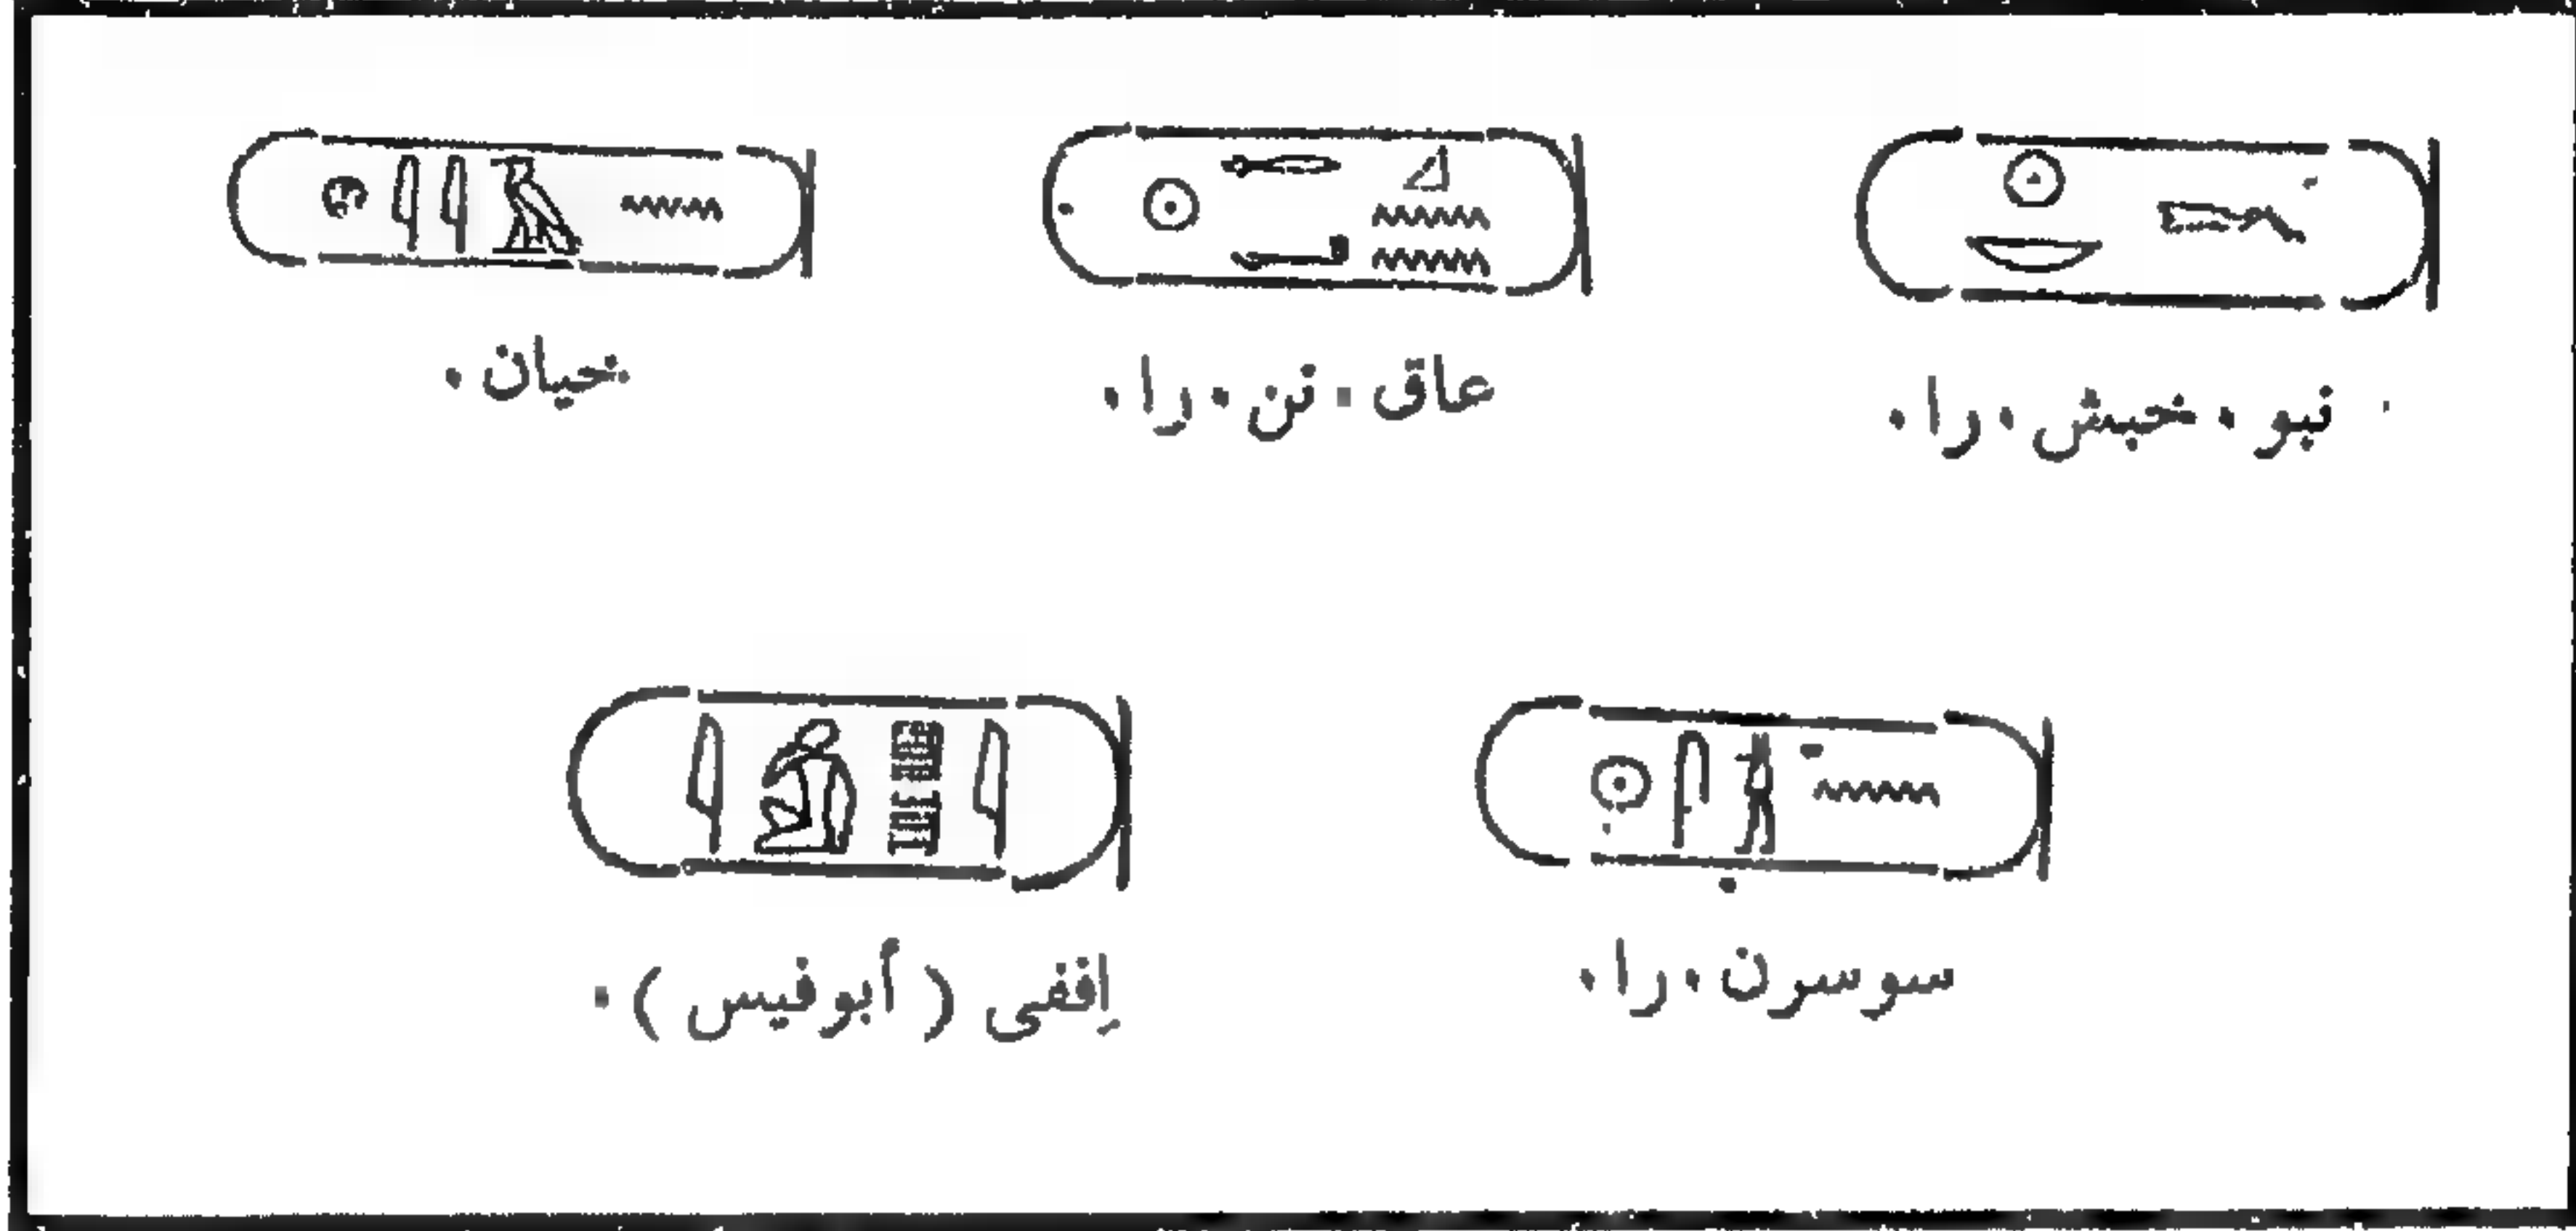 نبو . خبش . را .
عاق . نن . را .
خيان .
سوسرن . را .
إففى ( أبوفيس ) .